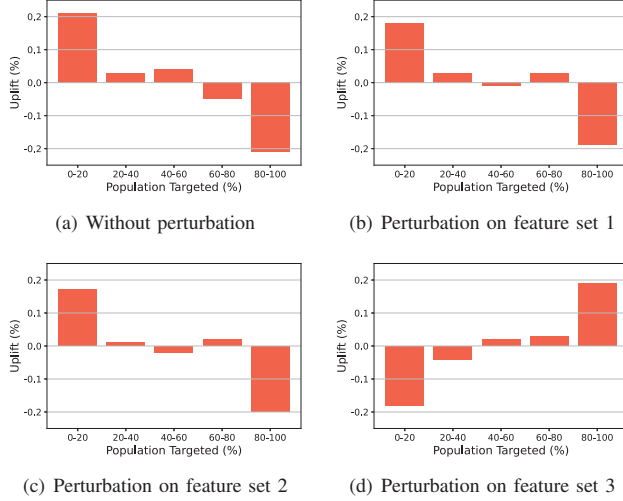 0.2
0.1
0.0
-0.1
-0.2
Uplift (%)
0-20 20-40 40-60 60-80 80-100
Population Targeted (%)
(a) Without perturbation
0.2
0.1
0.0
-0.1
-0.2
Uplift (%)
0-20 20-40 40-60 60-80 80-100
Population Targeted (%)
(b) Perturbation on feature set 1
0.2
0.1
0.0
-0.1
-0.2
Uplift (%)
0-20 20-40 40-60 60-80 80-100
Population Targeted (%)
(c) Perturbation on feature set 2
0.2
0.1
0.0
-0.1
-0.2
Uplift (%)
0-20 20-40 40-60 60-80 80-100
Population Targeted (%)
(d) Perturbation on feature set 3